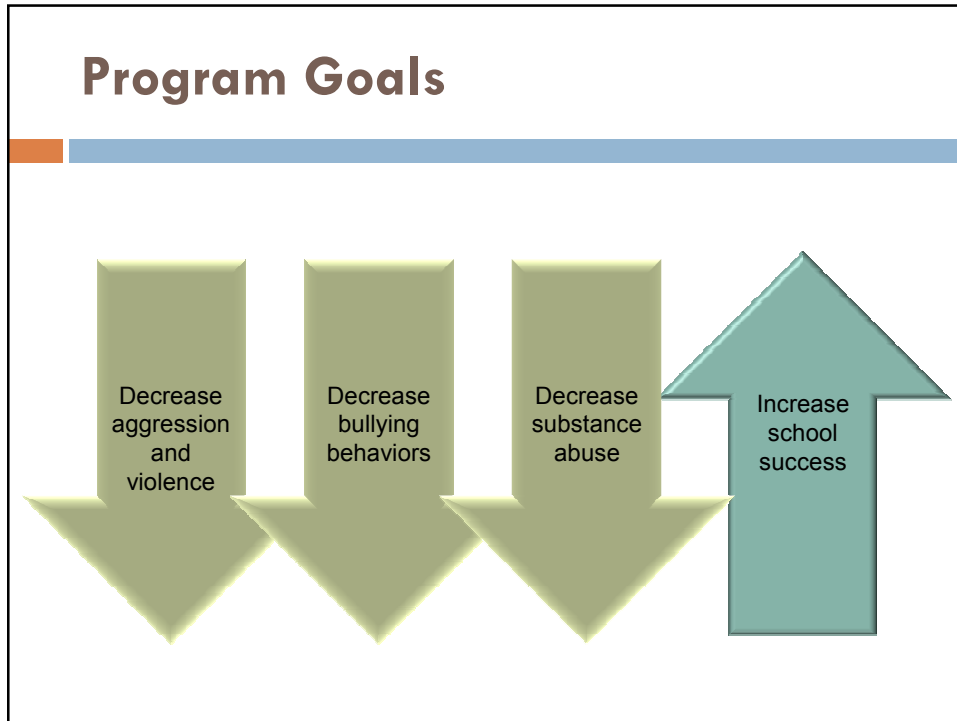 Program Goals
Decrease
aggression
and
violence
Decrease
bullying
behaviors
Decrease
substance
abuse
Increase
school
success